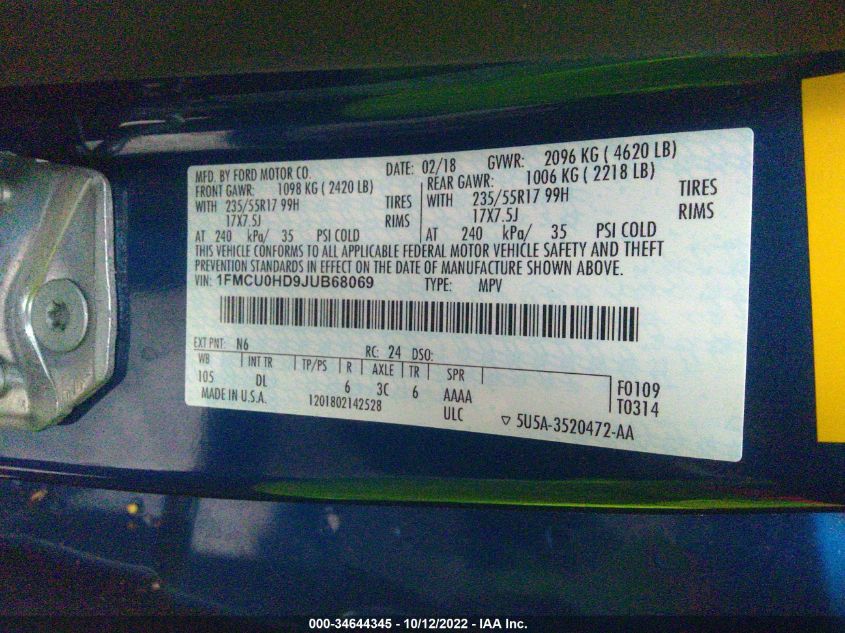 MFD. BY FORD MOTOR CO. DATE: 02/18 GVWR: 2096 KG ( 4620 LB)
FRONT GAWR: 1098 KG ( 2420 LB) REAR GAWR: 1006 KG ( 2218 LB)
WITH 235/55R17 99H TIRES WITH 235/55R17 99H TIRES
17X7.5J RIMS 17X7.5J RIMS
AT 240 kPa/ 35 PSI COLD AT 240 kPa/ 35 PSI COLD
THIS VEHICLE CONFORMS TO ALL APPLICABLE FEDERAL MOTOR VEHICLE SAFETY AND THEFT
PREVENTION STANDARDS IN EFFECT ON THE DATE OF MANUFACTURE SHOWN ABOVE.
VIN: 1FMCU0HD9JUB68069 TYPE: MPV
EXT PNT: N6 RC: 24 DSO:
WB INT TR TP/PS R AXLE TR SPR
105 DL 6 3C 6 AAAA F0109
MADE IN U.S.A. 1201802142528 ULC T0314
▽ 5U5A-3520472-AA
000-34644345 - 10/12/2022 - IAA Inc.